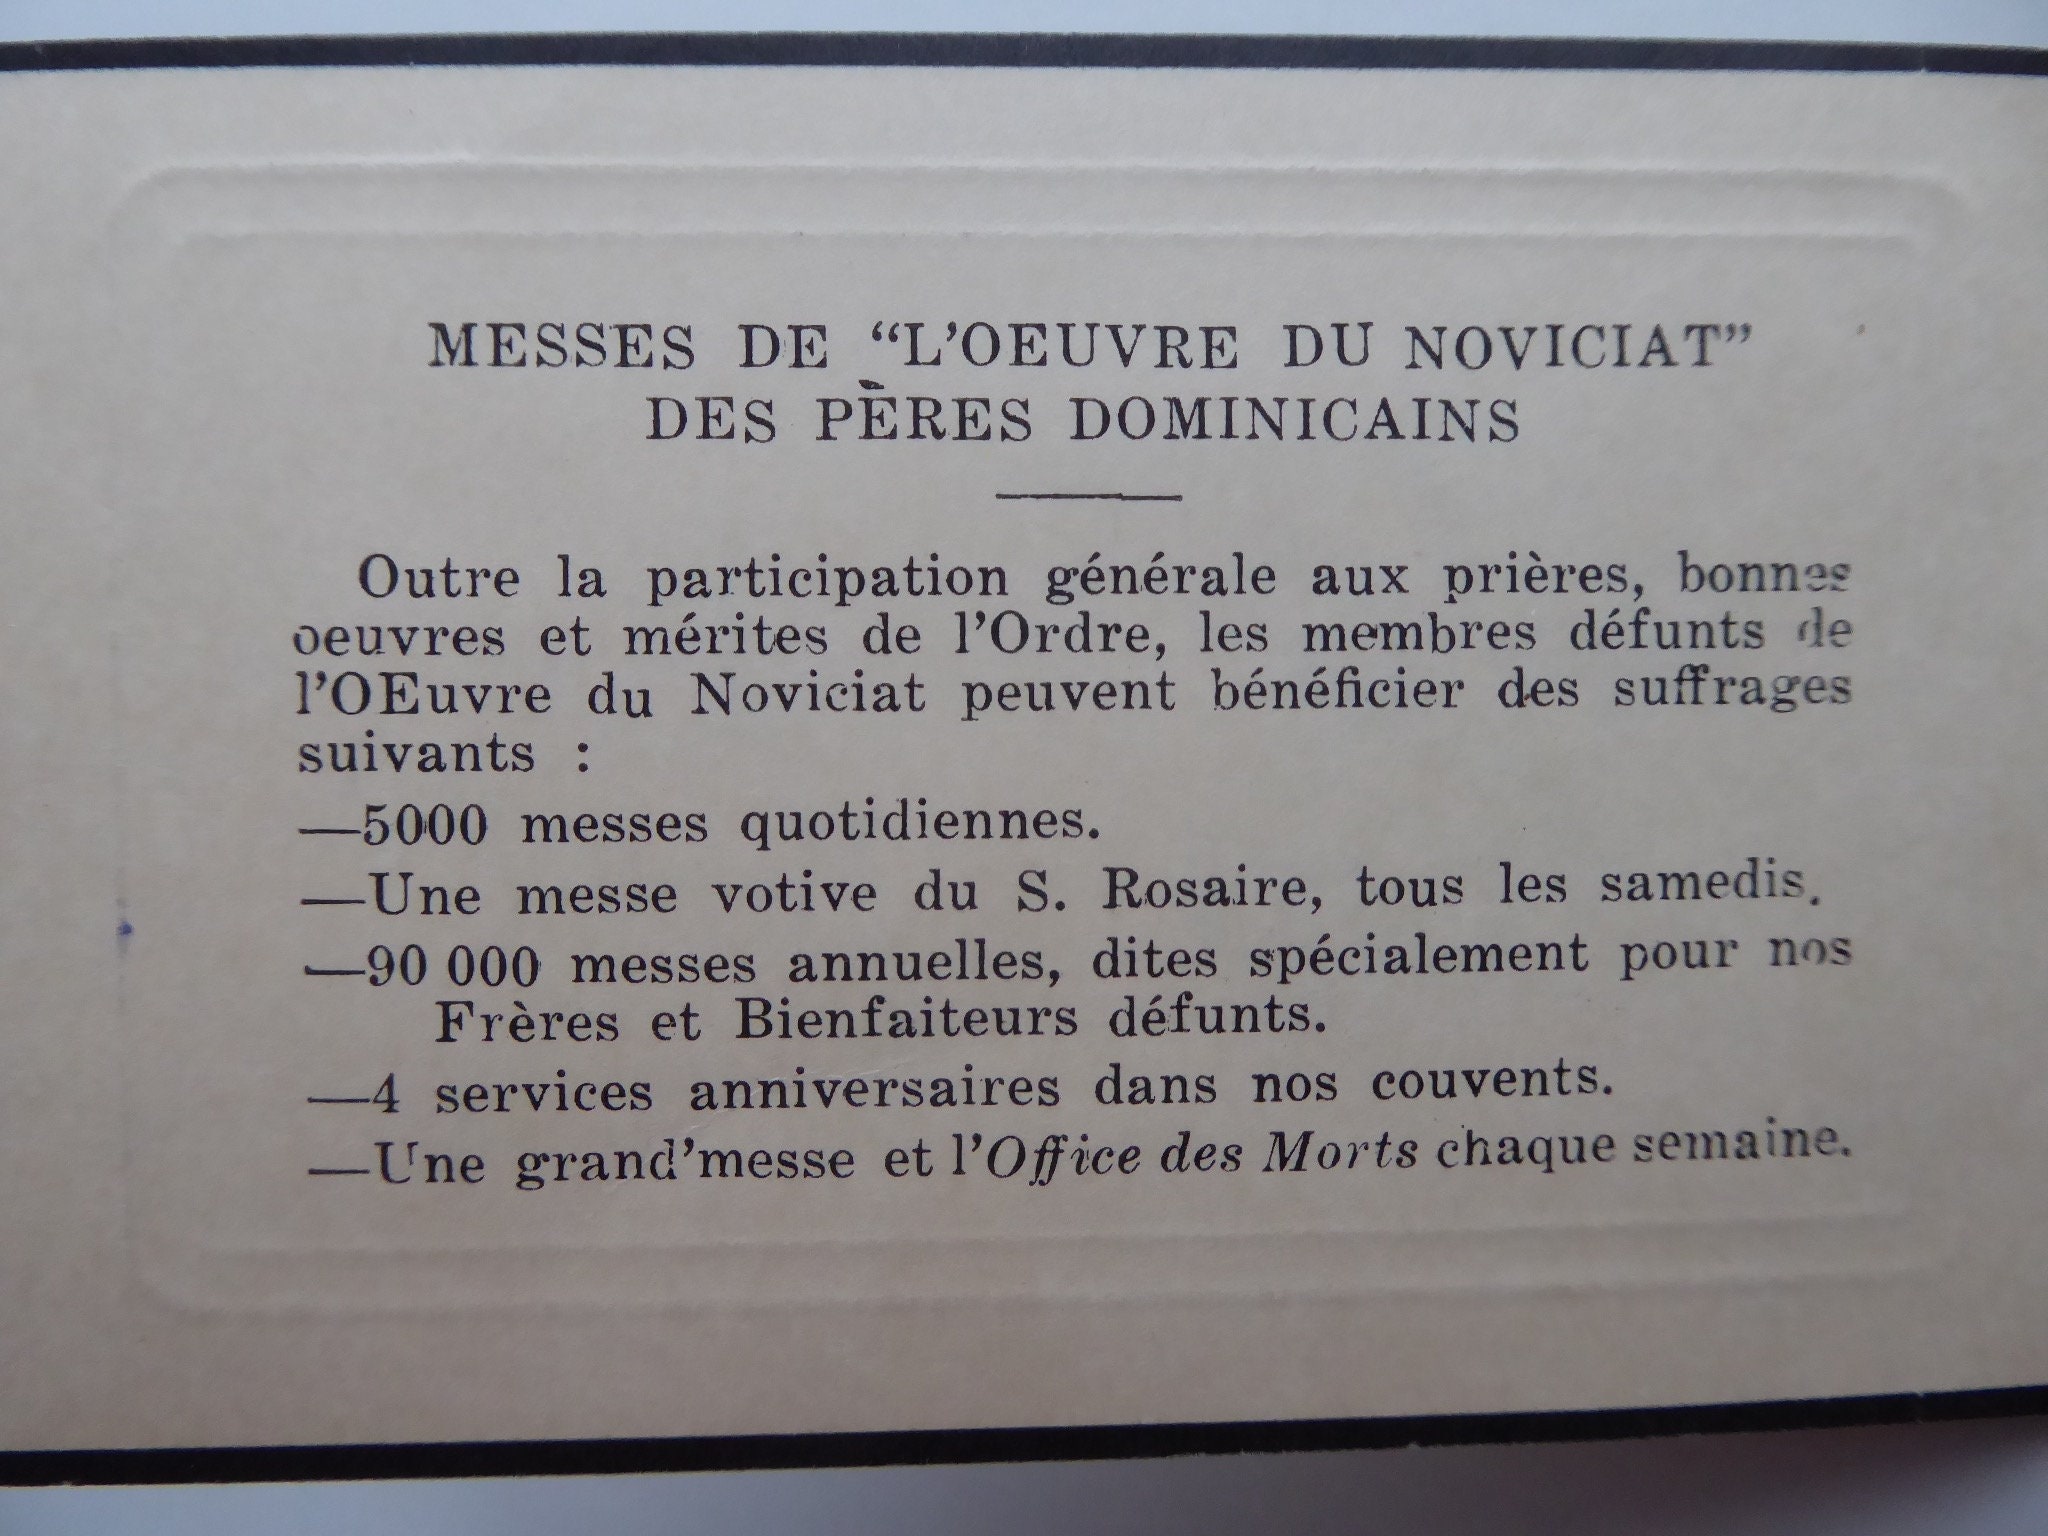 MESSES DE “L’OEUVRE DU NOVICIAT”
DES PÈRES DOMINICAINS
Outre la participation générale aux prières, bonnes
oeuvres et mérites de l’Ordre, les membres défunts de
l’OEuvre du Noviciat peuvent bénéficier des suffrages
suivants :
—5000 messes quotidiennes.
—Une messe votive du S. Rosaire, tous les samedis.
—90 000 messes annuelles, dites spécialement pour nos
Frères et Bienfaiteurs défunts.
—4 services anniversaires dans nos couvents.
—Une grand’messe et l’Office des Morts chaque semaine.